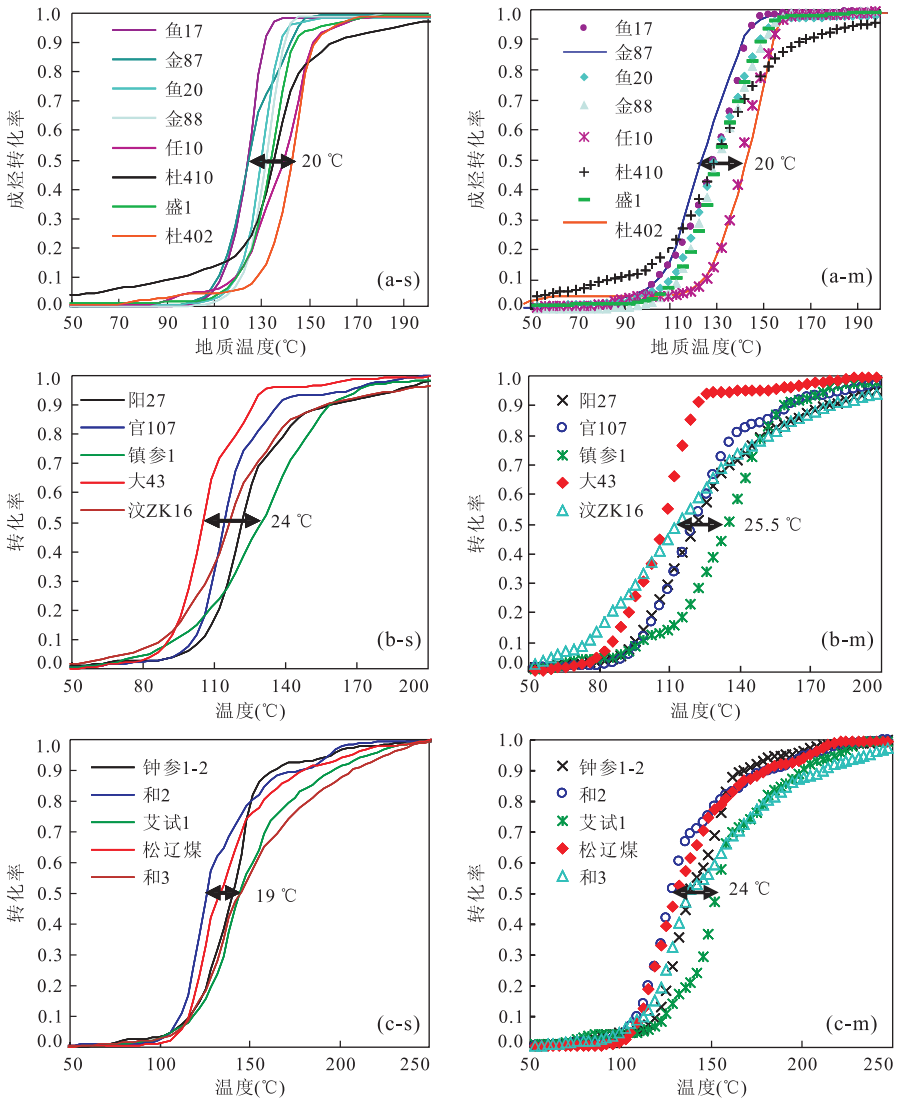 1.0
0.9
0.8
0.7
0.6
0.5
0.4
0.3
0.2
0.1
0.0
成烃转化率
鱼17
金87
鱼20
金88
任10
杜410
盛1
杜402
20 ℃
(a-s)
50 70 90 110 130 150 170 190
地质温度(℃)
1.0
0.9
0.8
0.7
0.6
0.5
0.4
0.3
0.2
0.1
0.0
成烃转化率
鱼17
金87
鱼20
金88
任10
杜410
盛1
杜402
20 ℃
(a-m)
50 70 90 110 130 150 170 190
地质温度(℃)
1.0
0.9
0.8
0.7
0.6
0.5
0.4
0.3
0.2
0.1
0.0
转化率
阳27
官107
镇参1
大43
汶ZK16
24 ℃
(b-s)
50 80 110 140 170 200
温度(℃)
1.0
0.9
0.8
0.7
0.6
0.5
0.4
0.3
0.2
0.1
0.0
转化率
阳27
官107
镇参1
大43
汶ZK16
25.5 ℃
(b-m)
50 80 110 140 170 200
温度(℃)
1.0
0.9
0.8
0.7
0.6
0.5
0.4
0.3
0.2
0.1
0.0
转化率
钟参1-2
和2
艾试1
松辽煤
和3
19 ℃
(c-s)
50 100 150 200 250
温度(℃)
1.0
0.9
0.8
0.7
0.6
0.5
0.4
0.3
0.2
0.1
0.0
转化率
钟参1-2
和2
艾试1
松辽煤
和3
24 ℃
(c-m)
50 100 150 200 250
温度(℃)